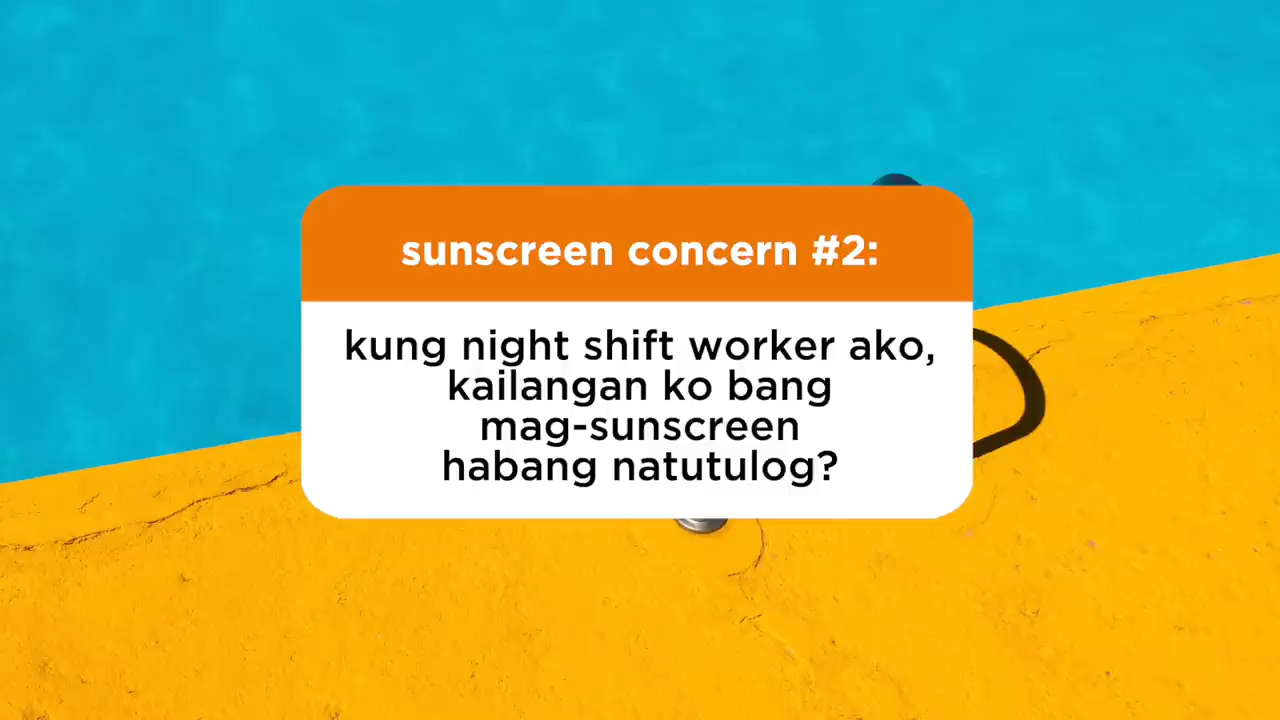 sunscreen concern #2:
kung night shift worker ako,
kailangan ko bang
mag-sunscreen
habang natutulog?